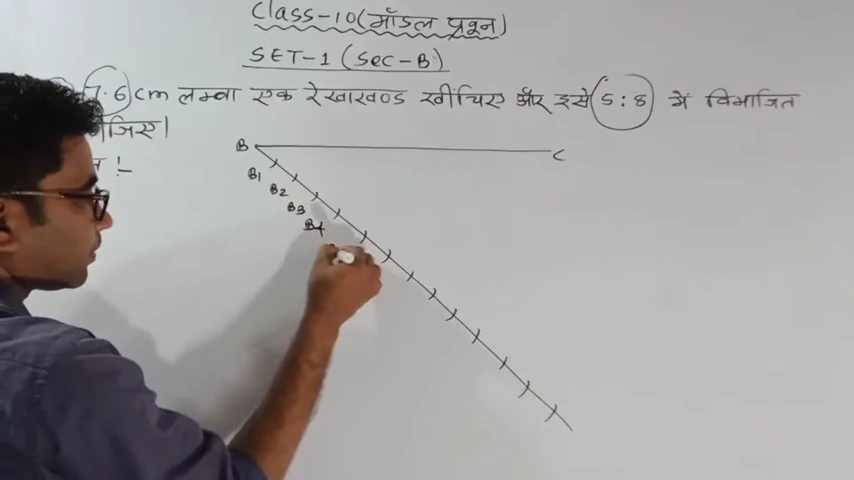 Class-10(मॉडल प्रश्न)
SET-1 (Sec-B)
7.6 cm लम्बा एक रेखाखण्ड खींचिए और इसे 5:8 में विभाजित
B
C
B1
B2
B3
B4